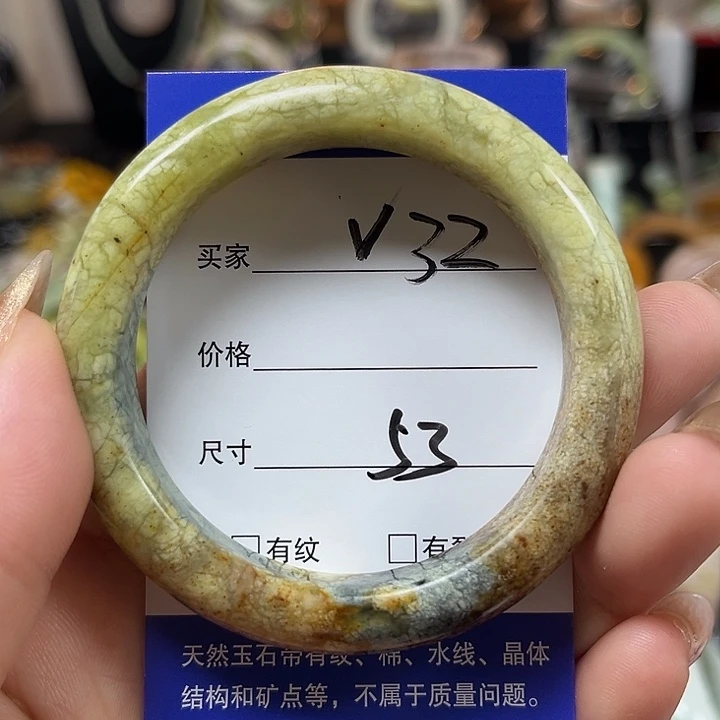 买家 V32
价格
尺寸 53
□有纹 □有
天然玉石带有纹、棉、水线、晶体
结构和矿点等，不属于质量问题。